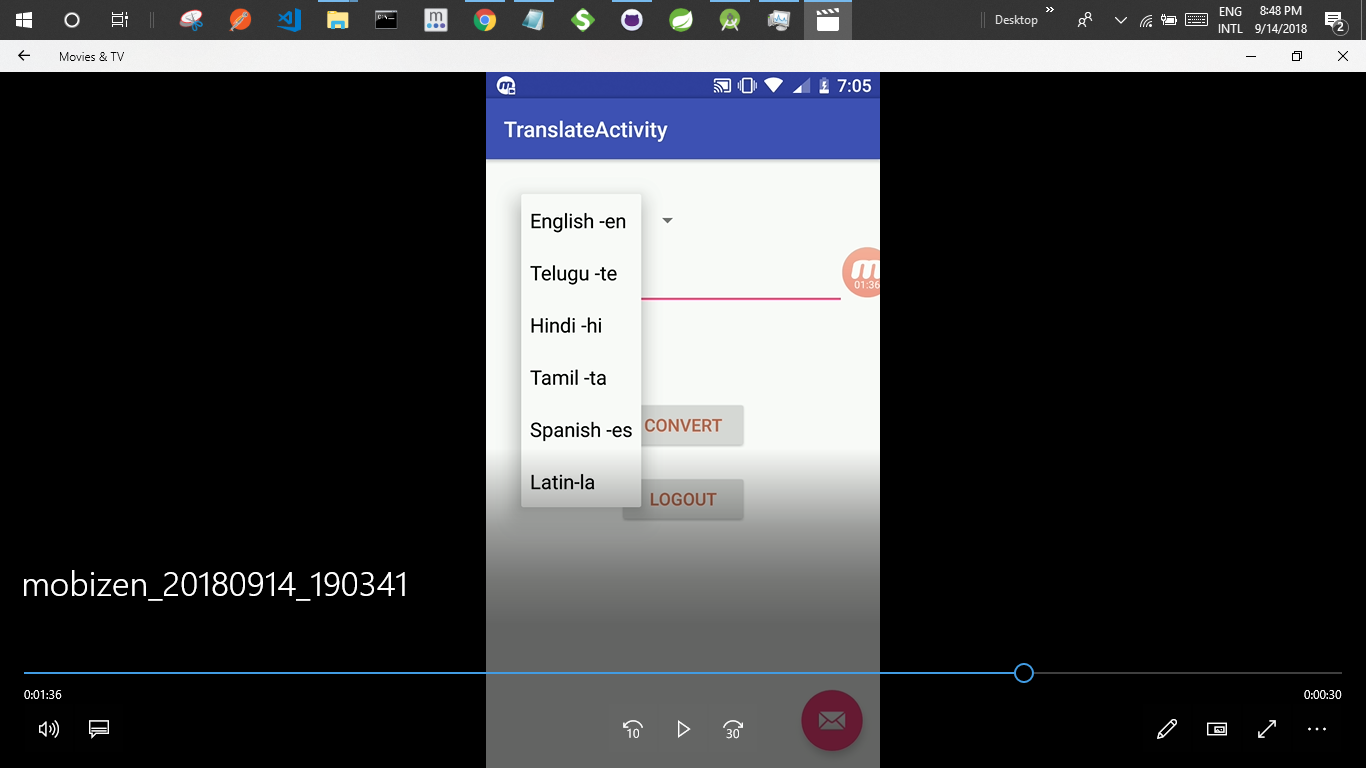 Desktop
ENG
INTL
8:48 PM
9/14/2018
2
Movies & TV
7:05
TranslateActivity
English -en
Telugu -te
Hindi -hi
Tamil -ta
Spanish -es
Latin-la
01:36
CONVERT
LOGOUT
mobizen_20180914_190341
0:01:36
0:00:30
10
30